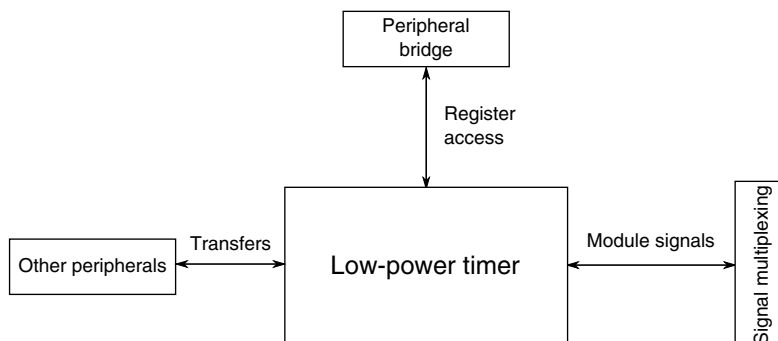 Peripheral
bridge
Register
access
Transfers
Other peripherals
Low-power timer
Module signals
Signal multiplexing